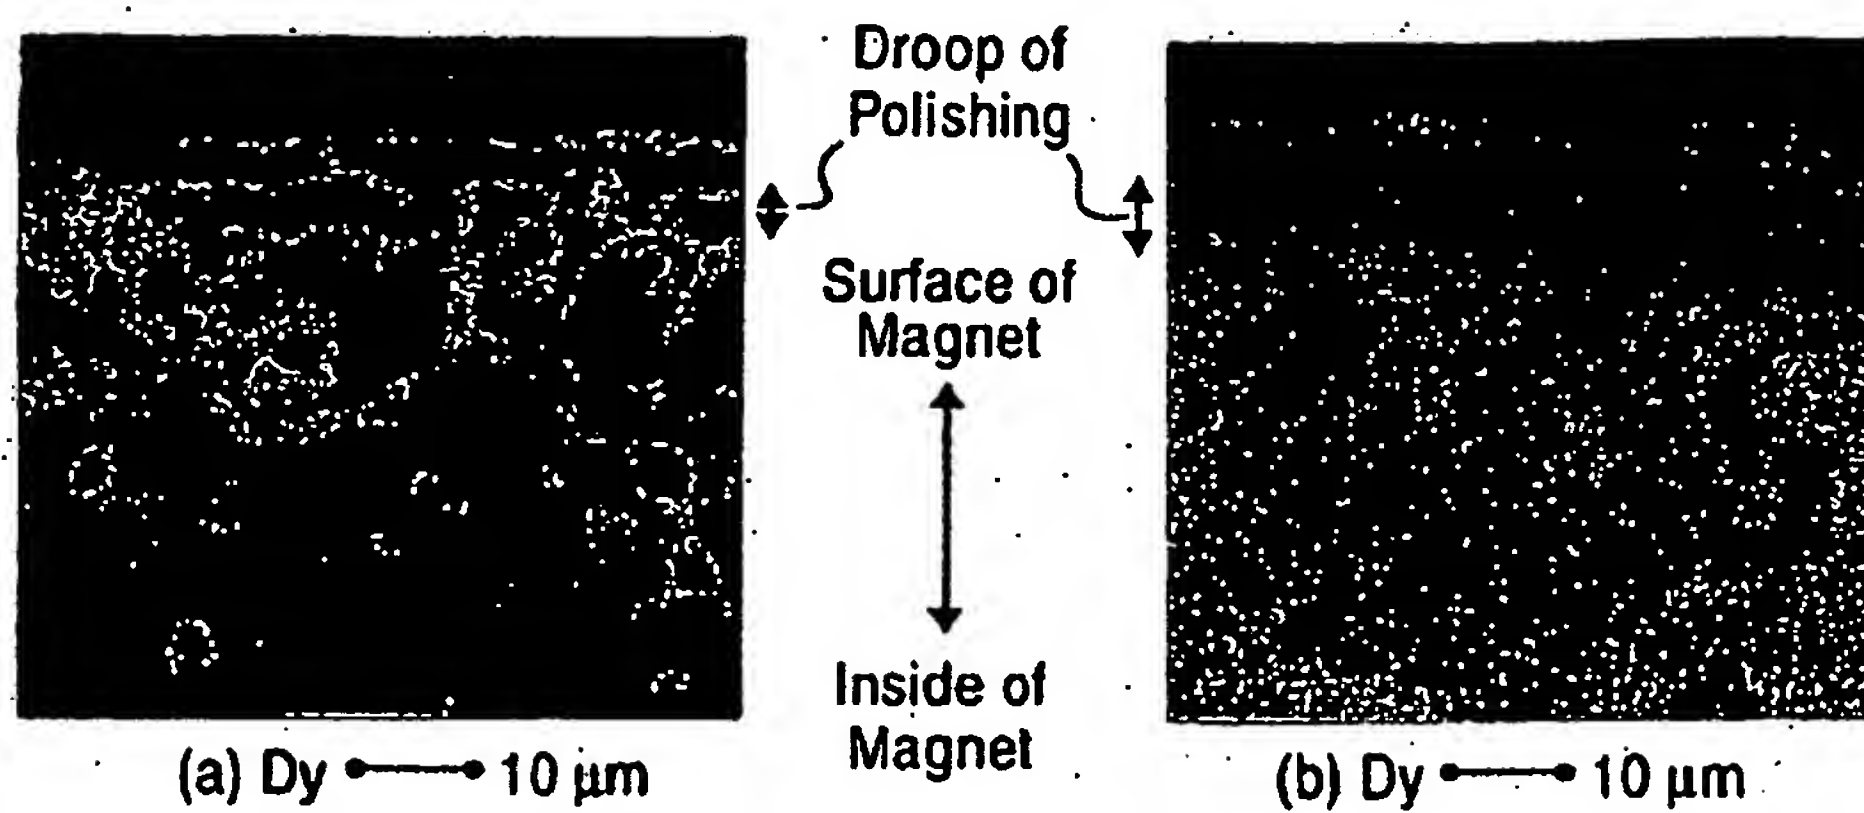 Droop of
Polishing
Surface of
Magnet
Inside of
Magnet
(a) Dy 10 μm
(b) Dy 10 μm